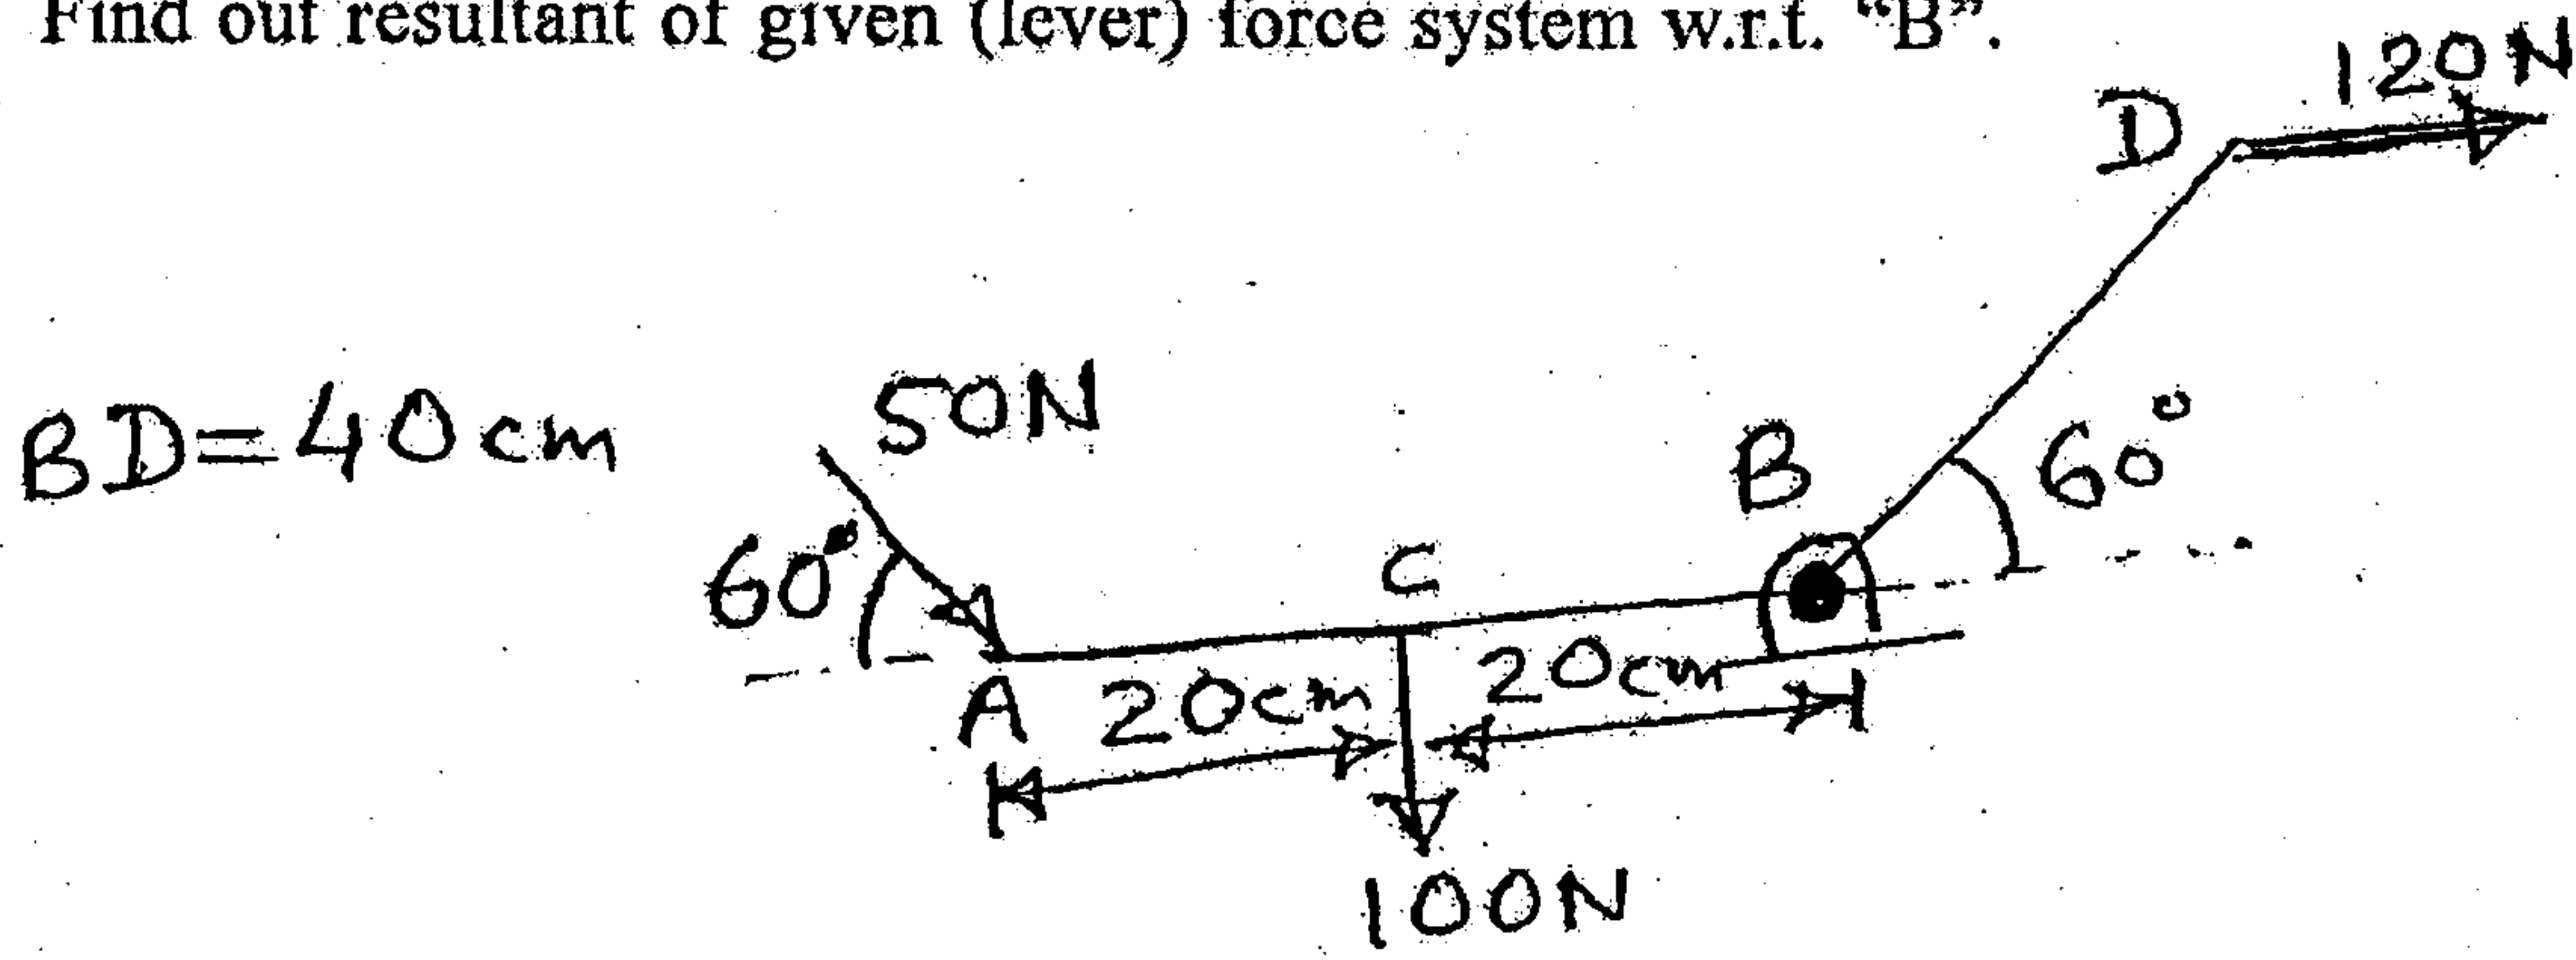 Find out resultant of given (lever) force system w.r.t. “B”.
120N
D
50N
BD=40cm
B
60°
60°
C
A
20cm
20cm
100N